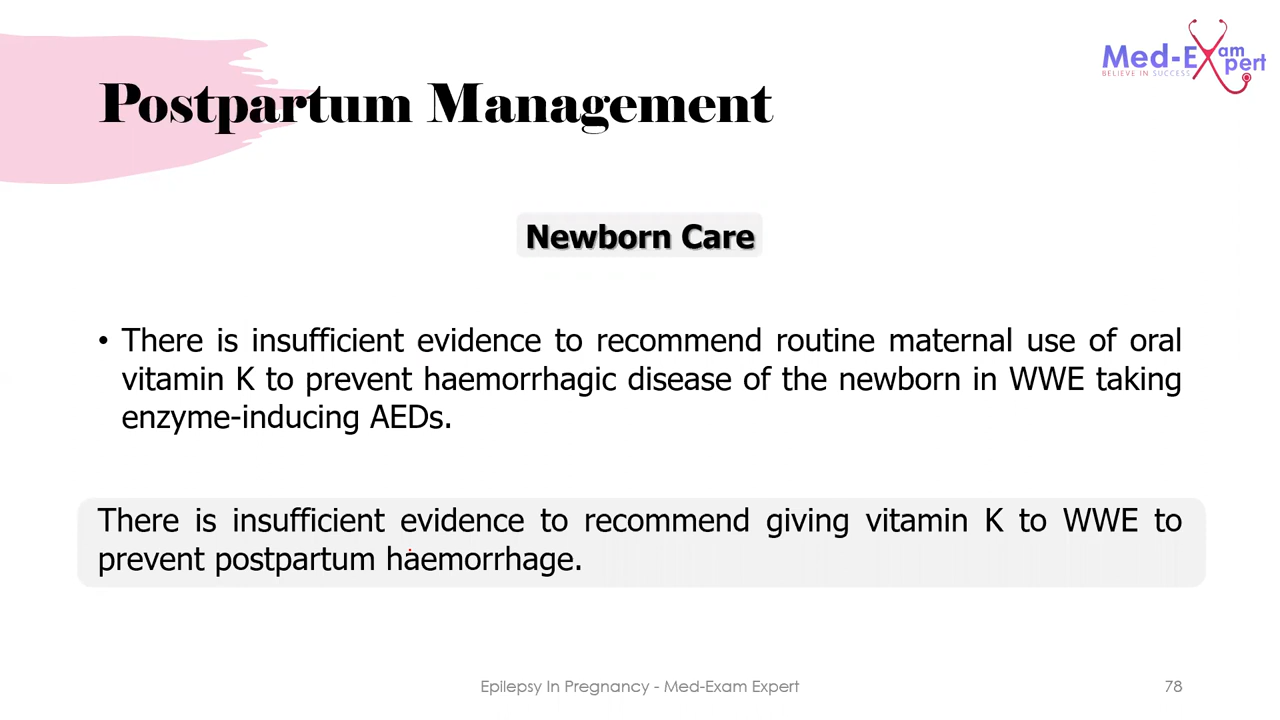 Med-Exam Expert
BELIEVE IN SUCCESS
Postpartum Management
Newborn Care
• There is insufficient evidence to recommend routine maternal use of oral
vitamin K to prevent haemorrhagic disease of the newborn in WWE taking
enzyme-inducing AEDs.
There is insufficient evidence to recommend giving vitamin K to WWE to
prevent postpartum haemorrhage.
Epilepsy In Pregnancy - Med-Exam Expert
78